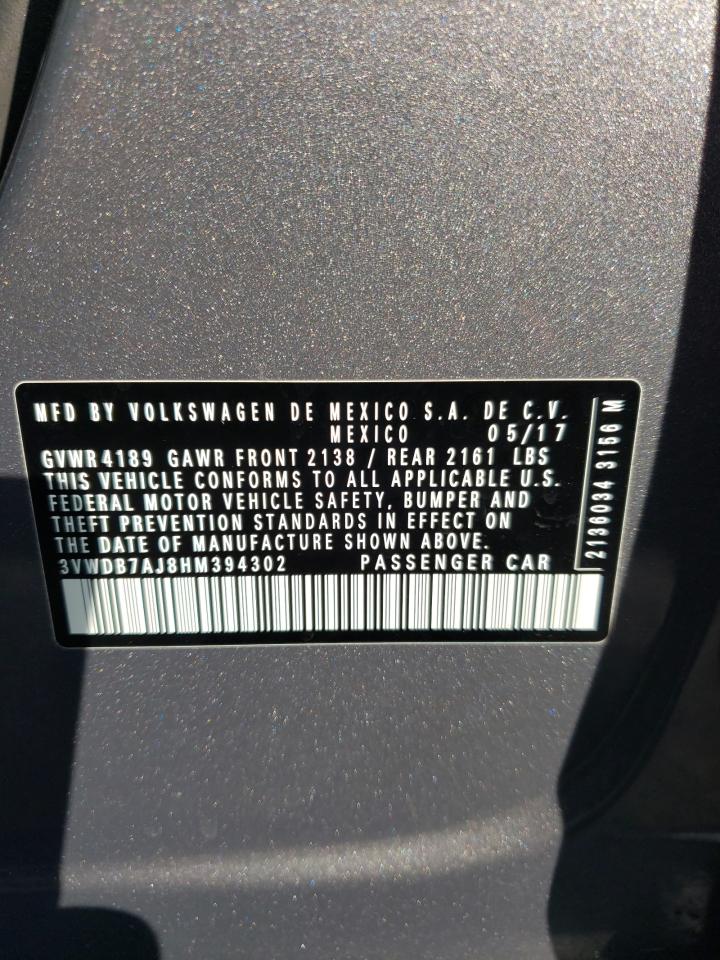 MFD BY VOLKSWAGEN DE MEXICO S.A. DE C.V.
MEXICO 05/17
GVWR4189 GAWR FRONT 2138 / REAR 2161 LBS
THIS VEHICLE CONFORMS TO ALL APPLICABLE U.S.
FEDERAL MOTOR VEHICLE SAFETY, BUMPER AND
THEFT PREVENTION STANDARDS IN EFFECT ON
THE DATE OF MANUFACTURE SHOWN ABOVE.
3VWDB7AJ8HM394302 PASSENGER CAR
2136034 3156 M